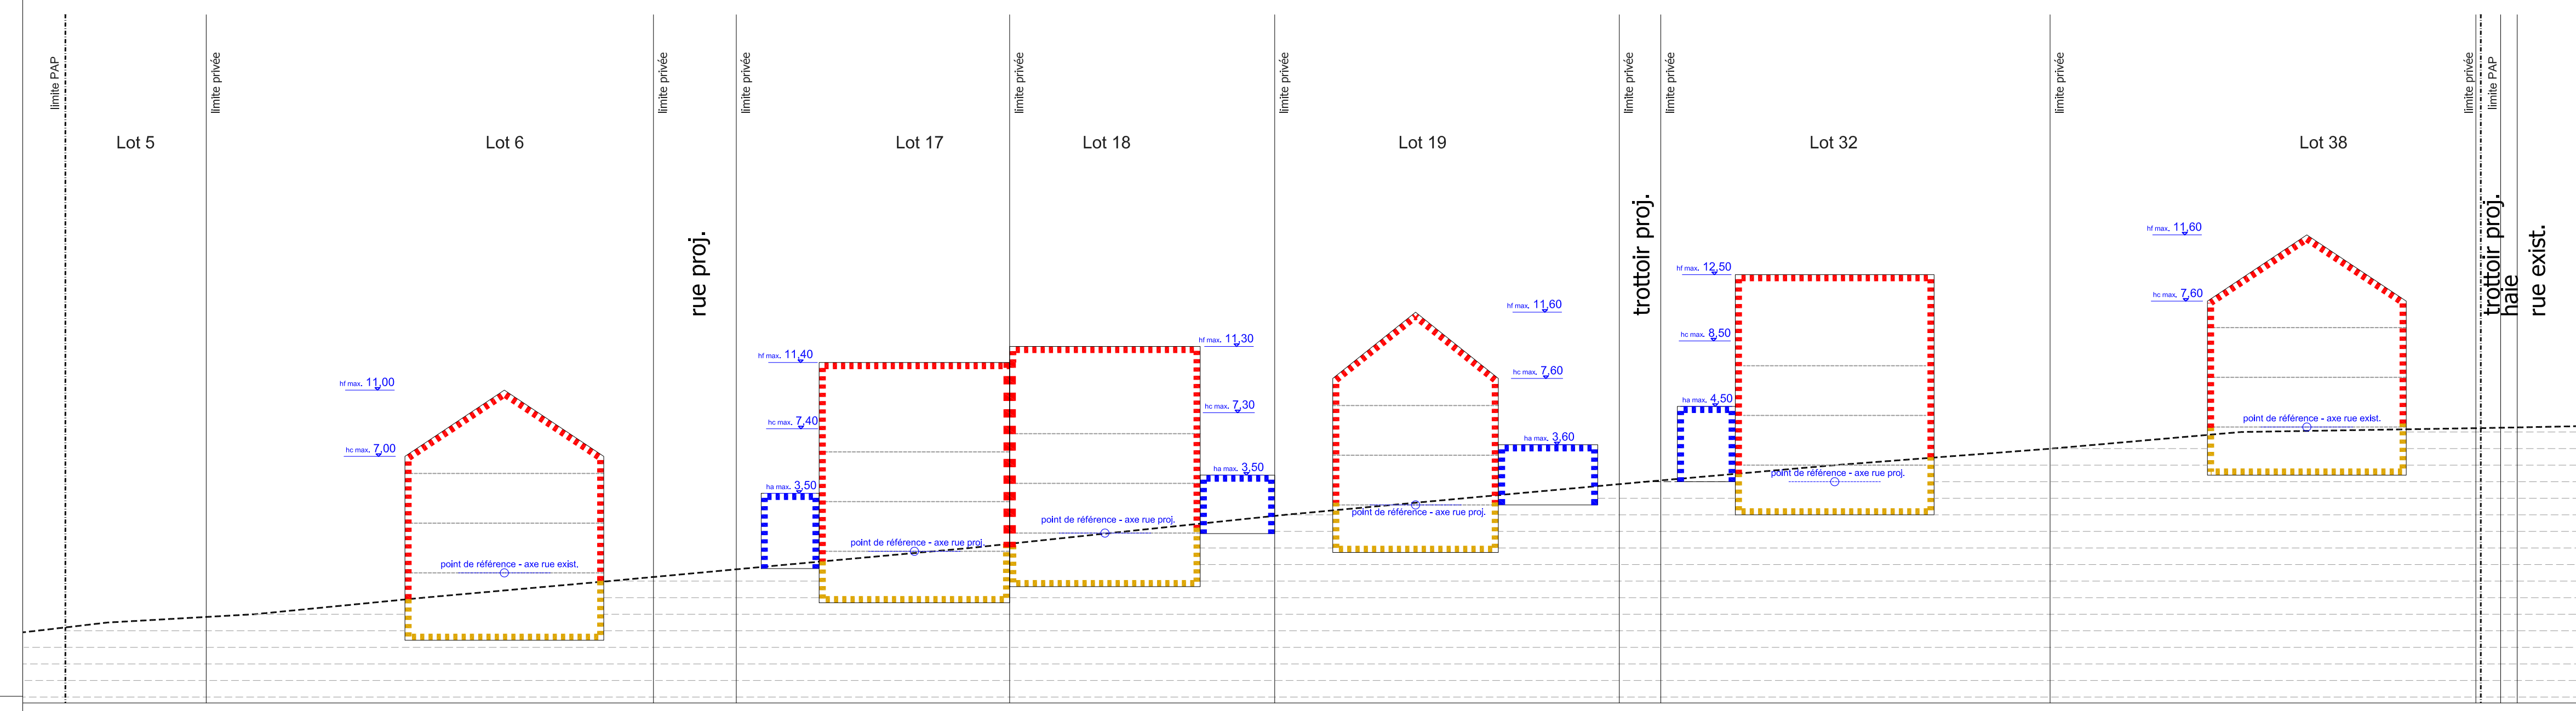 limite PAP
limite privée
limite privée
limite privée
limite privée
limite privée
limite privée
limite privée
limite privée
limite privée
limite PAP
Lot 5
Lot 6
Lot 17
Lot 18
Lot 19
Lot 32
Lot 38
rue proj.
trottoir proj.
trottoir proj.
haie
rue exist.
hf max. 11,00
hc max. 7,00
point de référence - axe rue exist.
hf max. 11,40
hc max. 7,40
ha max. 3,50
point de référence - axe rue proj.
hf max. 11,30
hc max. 7,30
ha max. 3,50
point de référence - axe rue proj.
hf max. 11,60
hc max. 7,60
ha max. 3,60
point de référence - axe rue proj.
hf max. 12,50
hc max. 8,50
ha max. 4,50
point de référence - axe rue proj.
hf max. 11,60
hc max. 7,60
point de référence - axe rue exist.